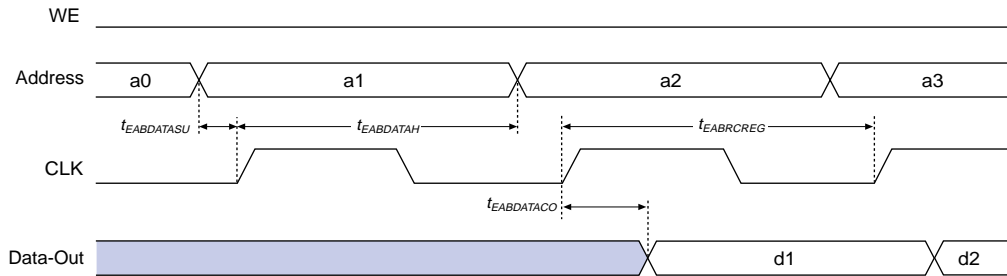 WE
Address a0 a1 a2 a3
tEABDATASU tEABDATAH tEABRCREG
CLK
tEABDATACO
Data-Out d1 d2